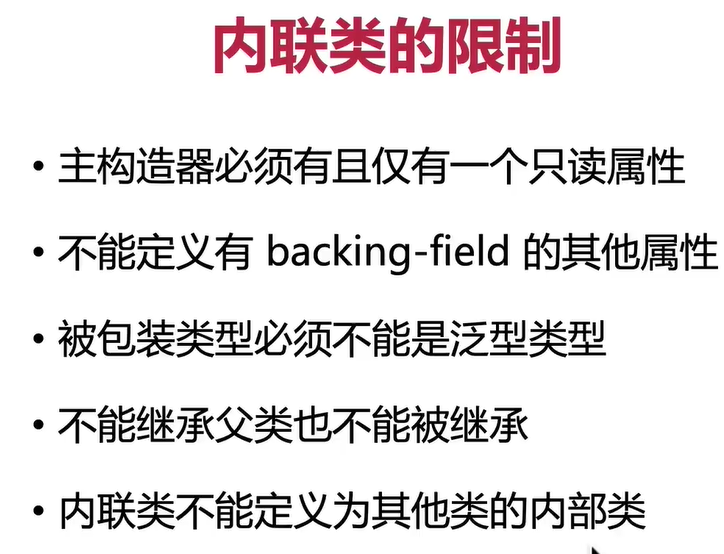 内联类的限制
• 主构造器必须有且仅有一个只读属性
• 不能定义有 backing-field 的其他属性
• 被包装类型必须不能是泛型类型
• 不能继承父类也不能被继承
• 内联类不能定义为其他类的内部类